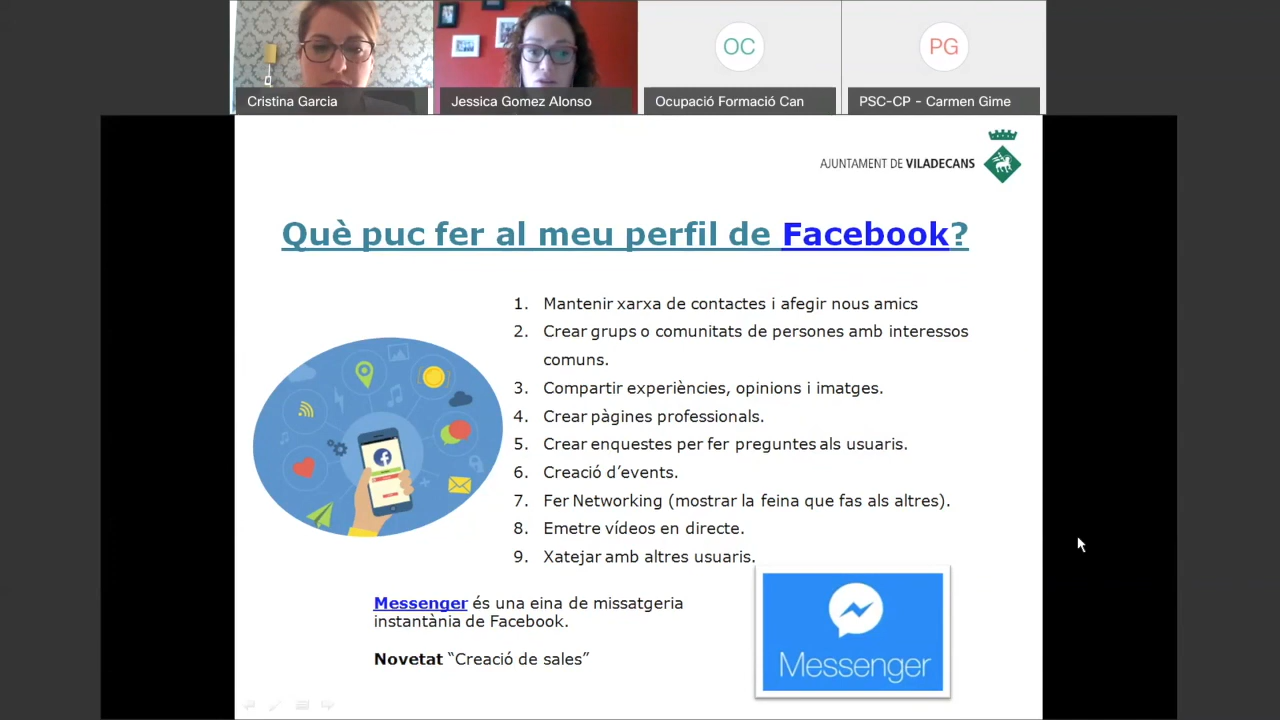 OC
PG
Cristina Garcia
Jessica Gomez Alonso
Ocupació Formació Can
PSC-CP - Carmen Gime
AJUNTAMENT DE VILADECANS
Què puc fer al meu perfil de Facebook?
1. Mantenir xarxa de contactes i afegir nous amics
2. Crear grups o comunitats de persones amb interessos
comuns.
3. Compartir experiències, opinions i imatges.
4. Crear pàgines professionals.
5. Crear enquestes per fer preguntes als usuaris.
6. Creació d’events.
7. Fer Networking (mostrar la feina que fas als altres).
8. Emetre vídeos en directe.
9. Xatejar amb altres usuaris.
Messenger és una eina de missatgeria
instantània de Facebook.
Novetat “Creació de sales”
Messenger